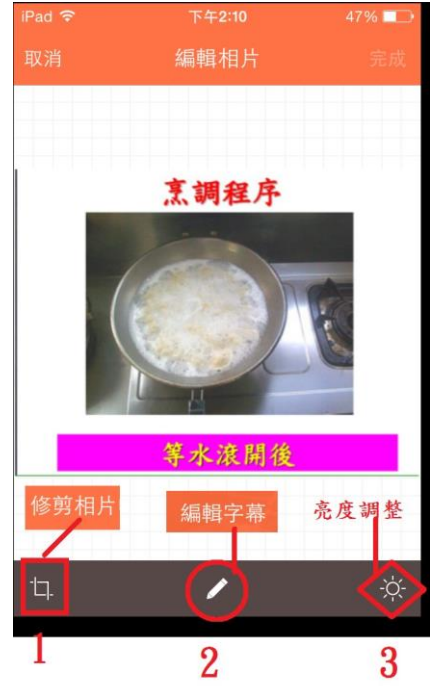 iPad 下午2:10 47%
取消 編輯相片 完成
烹調程序
等水滾開後
修剪相片 編輯字幕 亮度調整
1 2 3